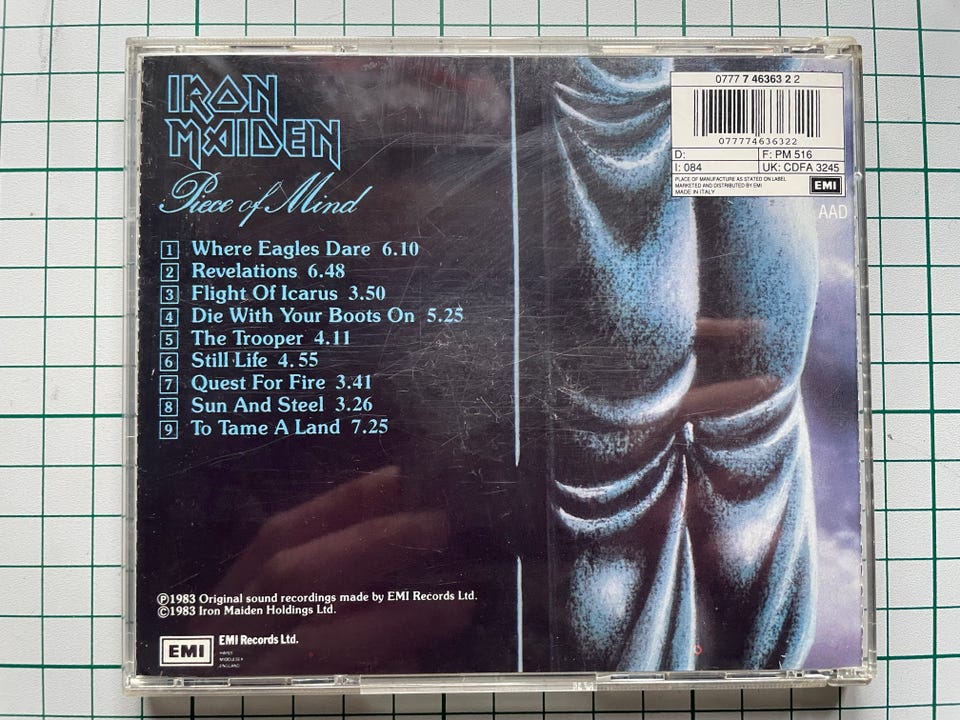 IRON
MAIDEN
Piece of Mind
1 Where Eagles Dare 6.10
2 Revelations 6.48
3 Flight Of Icarus 3.50
4 Die With Your Boots On 5.25
5 The Trooper 4.11
6 Still Life 4.55
7 Quest For Fire 3.41
8 Sun And Steel 3.26
9 To Tame A Land 7.25
℗1983 Original sound recordings made by EMI Records Ltd.
©1983 Iron Maiden Holdings Ltd.
EMI EMI Records Ltd.
HAYES
MIDDLESEX
ENGLAND
0777 7 46363 2 2
077774636322
D: F: PM 516
I: 084 UK: CDFA 3245
PLACE OF MANUFACTURE AS STATED ON LABEL
MARKETED AND DISTRIBUTED BY EMI
MADE IN ITALY EMI
AAD